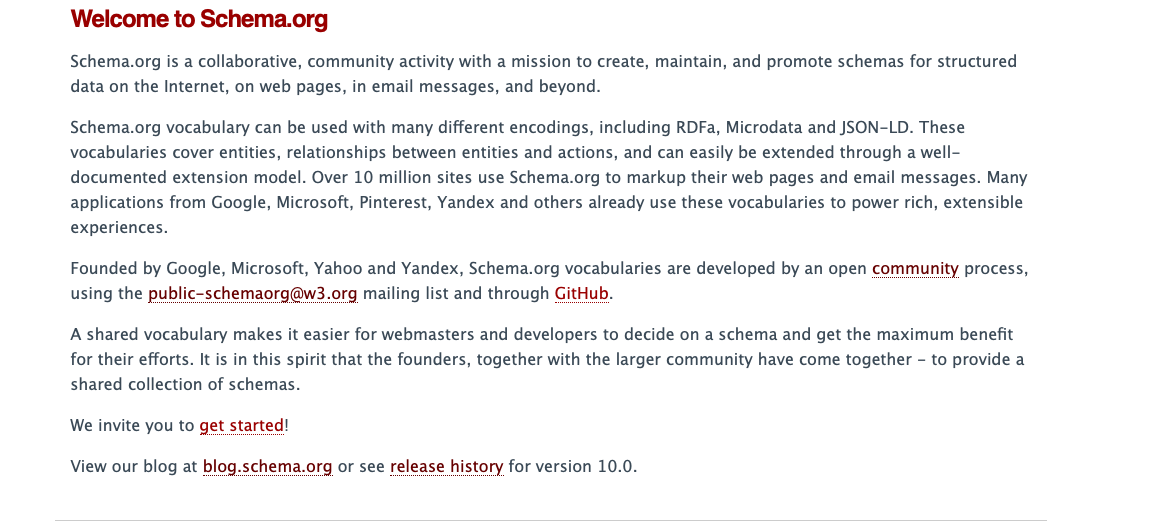 Welcome to Schema.org
Schema.org is a collaborative, community activity with a mission to create, maintain, and promote schemas for structured
data on the Internet, on web pages, in email messages, and beyond.
Schema.org vocabulary can be used with many different encodings, including RDFa, Microdata and JSON-LD. These
vocabularies cover entities, relationships between entities and actions, and can easily be extended through a well-
documented extension model. Over 10 million sites use Schema.org to markup their web pages and email messages. Many
applications from Google, Microsoft, Pinterest, Yandex and others already use these vocabularies to power rich, extensible
experiences.
Founded by Google, Microsoft, Yahoo and Yandex, Schema.org vocabularies are developed by an open community process,
using the public-schemaorg@w3.org mailing list and through GitHub.
A shared vocabulary makes it easier for webmasters and developers to decide on a schema and get the maximum benefit
for their efforts. It is in this spirit that the founders, together with the larger community have come together - to provide a
shared collection of schemas.
We invite you to get started!
View our blog at blog.schema.org or see release history for version 10.0.